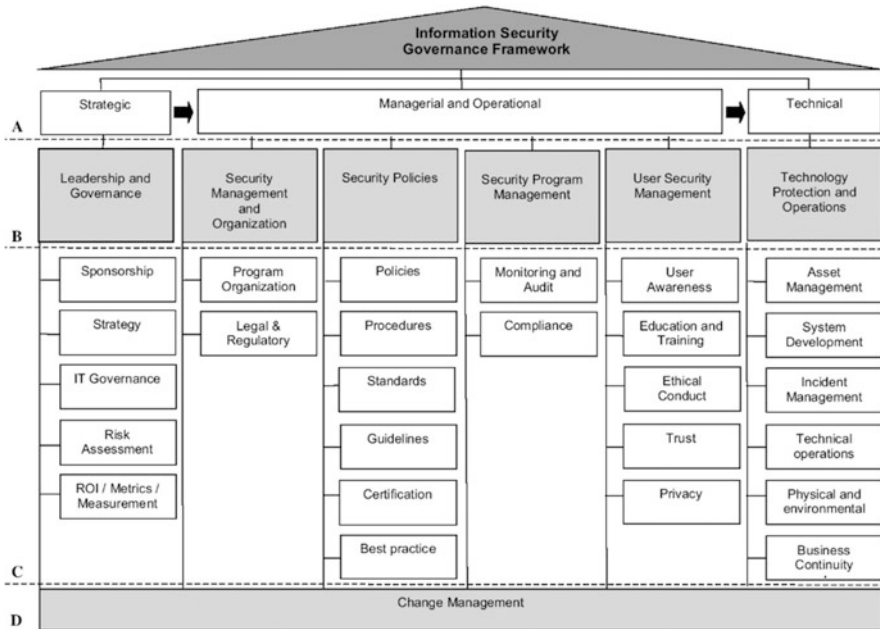 Information Security
Governance Framework
Strategic
Managerial and Operational
Technical
A
Leadership and
Governance
Security
Management
and
Organization
Security Policies
Security Program
Management
User Security
Management
Technology
Protection and
Operations
B
Sponsorship
Strategy
IT Governance
Risk
Assessment
ROI / Metrics /
Measurement
Program
Organization
Legal &
Regulatory
Policies
Procedures
Standards
Guidelines
Certification
Best practice
Monitoring and
Audit
Compliance
User
Awareness
Education and
Training
Ethical
Conduct
Trust
Privacy
Asset
Management
System
Development
Incident
Management
Technical
operations
Physical and
environmental
Business
Continuity
C
Change Management
D